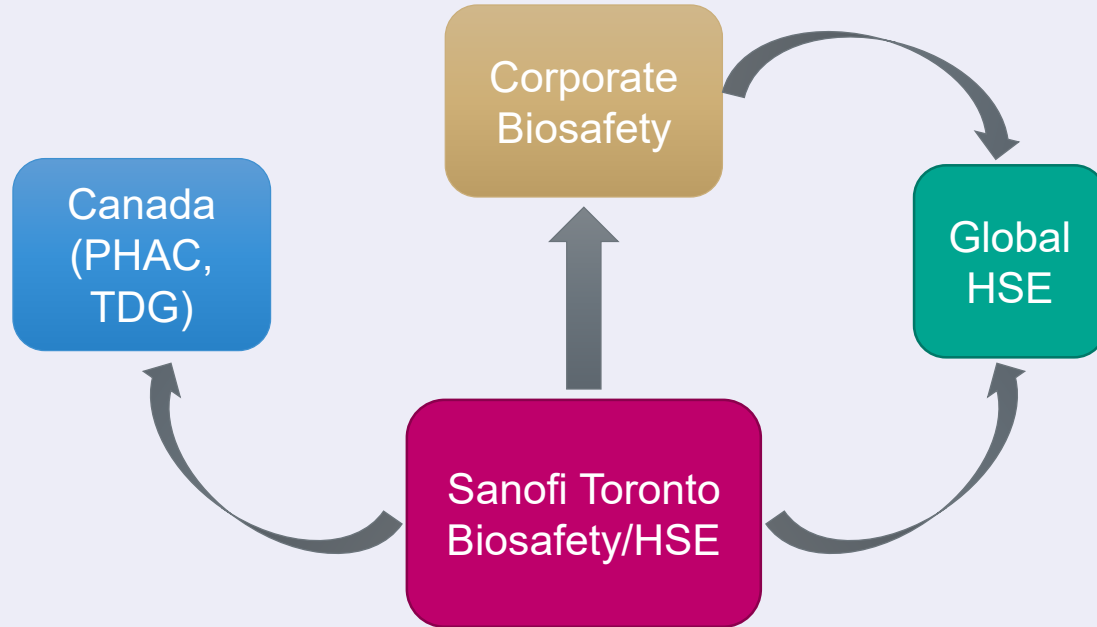 Corporate
Biosafety
Canada
(PHAC,
TDG)
Global
HSE
Sanofi Toronto
Biosafety/HSE